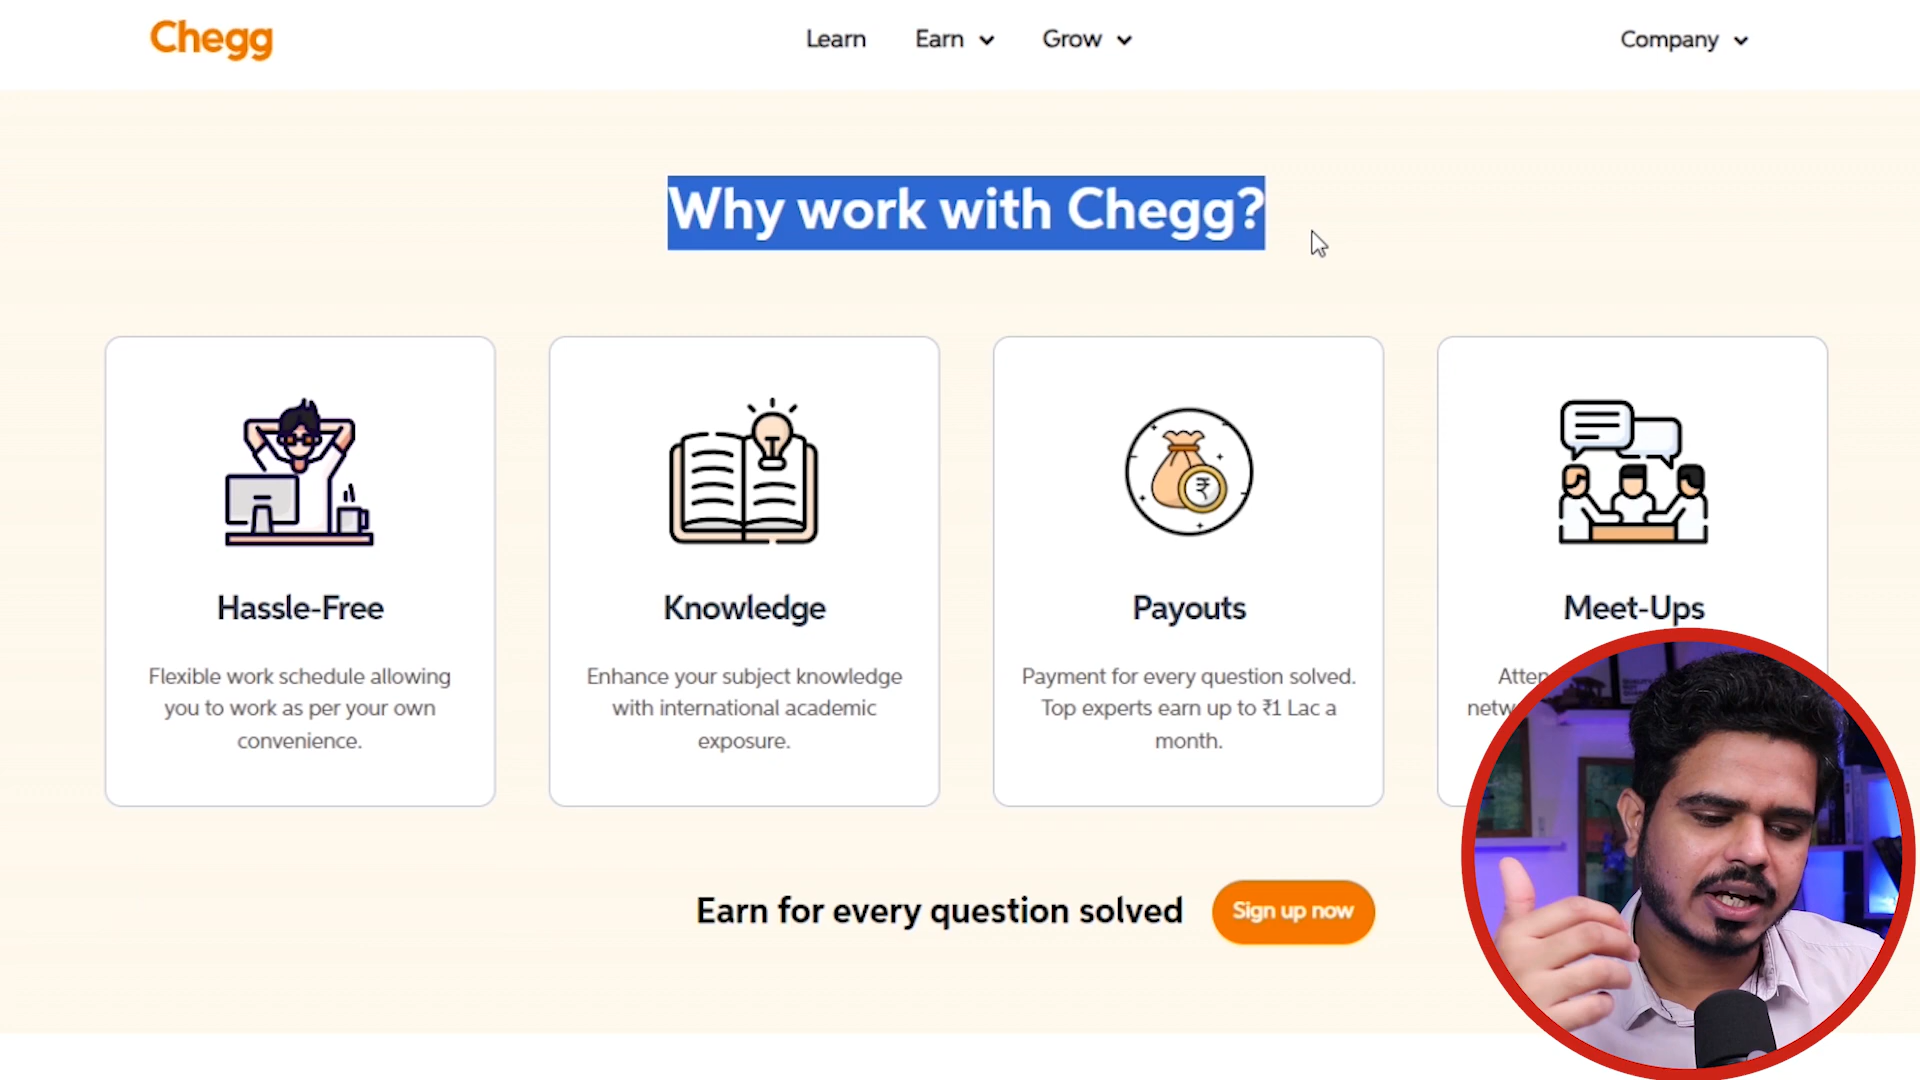 Chegg
Learn
Earn
Grow
Company
Why work with Chegg?
Hassle-Free
Flexible work schedule allowing
you to work as per your own
convenience.
Knowledge
Enhance your subject knowledge
with international academic
exposure.
Payouts
Payment for every question solved.
Top experts earn up to ₹1 Lac a
month.
Meet-Ups
Earn for every question solved
Sign up now